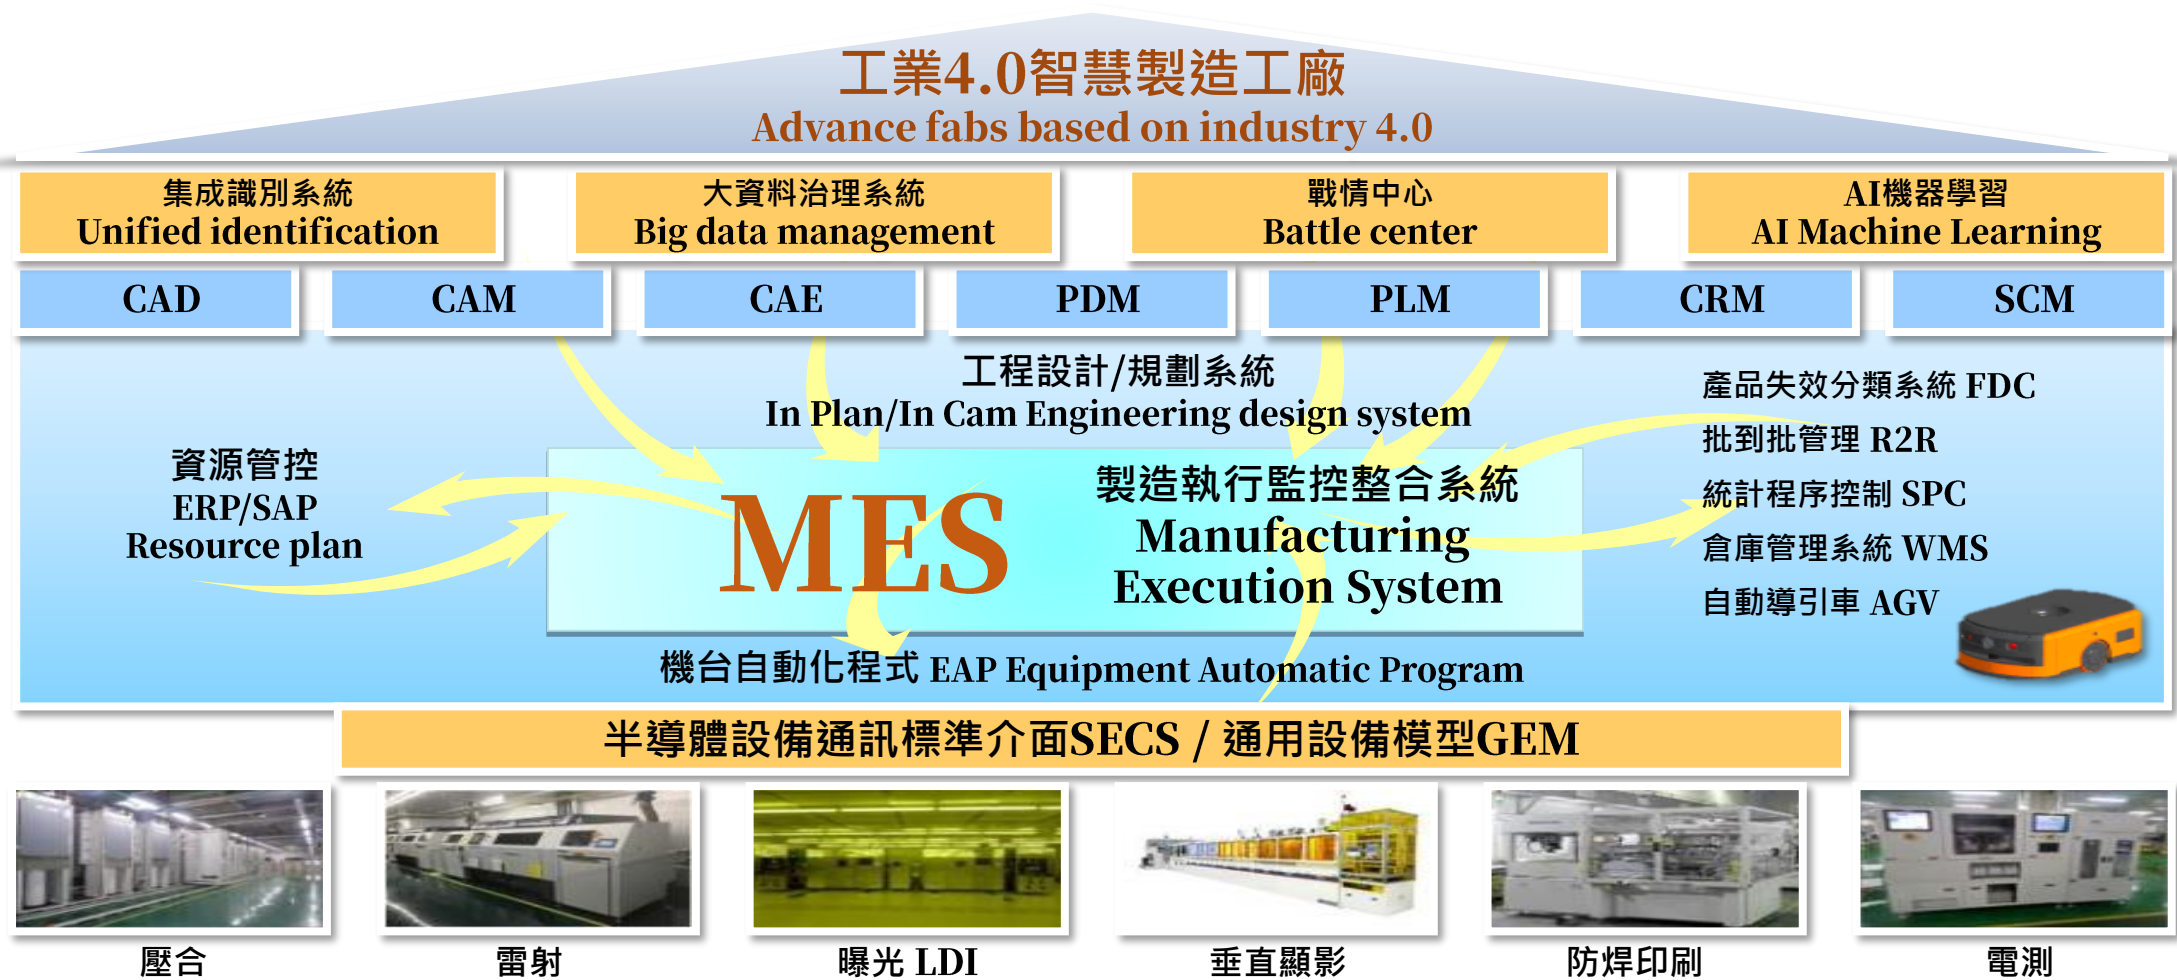 工業4.0智慧製造工廠
Advance fabs based on industry 4.0
集成識別系統
Unified identification
大資料治理系統
Big data management
戰情中心
Battle center
AI機器學習
AI Machine Learning
CAD
CAM
CAE
PDM
PLM
CRM
SCM
工程設計/規劃系統
In Plan/In Cam Engineering design system
資源管控
ERP/SAP
Resource plan
MES
製造執行監控整合系統
Manufacturing
Execution System
產品失效分類系統 FDC
批到批管理 R2R
統計程序控制 SPC
倉庫管理系統 WMS
自動導引車 AGV
機台自動化程式 EAP Equipment Automatic Program
半導體設備通訊標準介面SECS / 通用設備模型GEM
壓合
雷射
曝光 LDI
垂直顯影
防焊印刷
電測